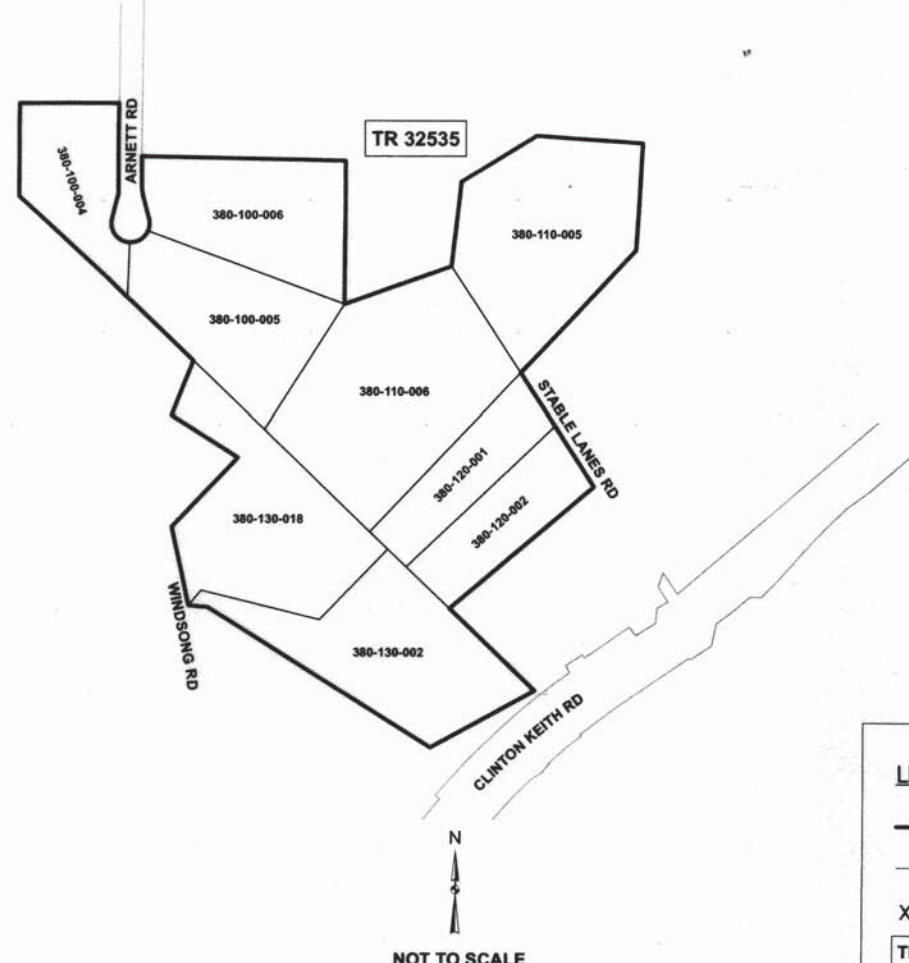 ARNETT RD
TR 32535
380-100-004
380-100-006
380-110-005
380-100-005
380-110-006
STABLE LANES RD
380-120-001
380-120-002
380-130-018
WINDSONG RD
380-130-002
CLINTON KEITH RD
N
NOT TO SCALE
X